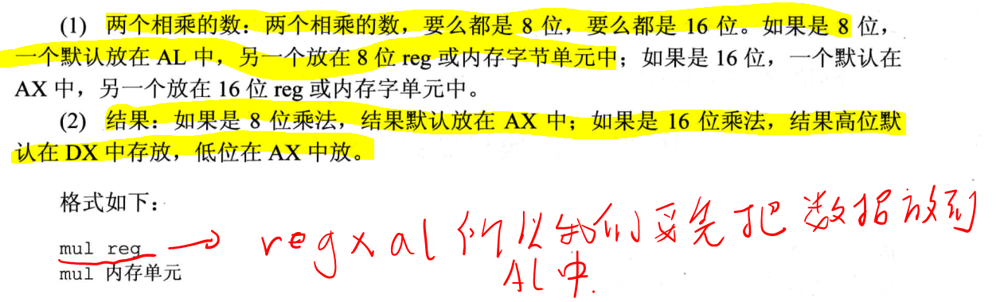 (1) 两个相乘的数：两个相乘的数，要么都是 8 位，要么都是 16 位。如果是 8 位，
一个默认放在 AL 中，另一个放在 8 位 reg 或内存字节单元中；如果是 16 位，一个默认在
AX 中，另一个放在 16 位 reg 或内存字单元中。
(2) 结果：如果是 8 位乘法，结果默认放在 AX 中；如果是 16 位乘法，结果高位默
认在 DX 中存放，低位在 AX 中放。
格式如下：
mul reg
reg×al 所以我们要先把数据放到
AL中.
mul 内存单元